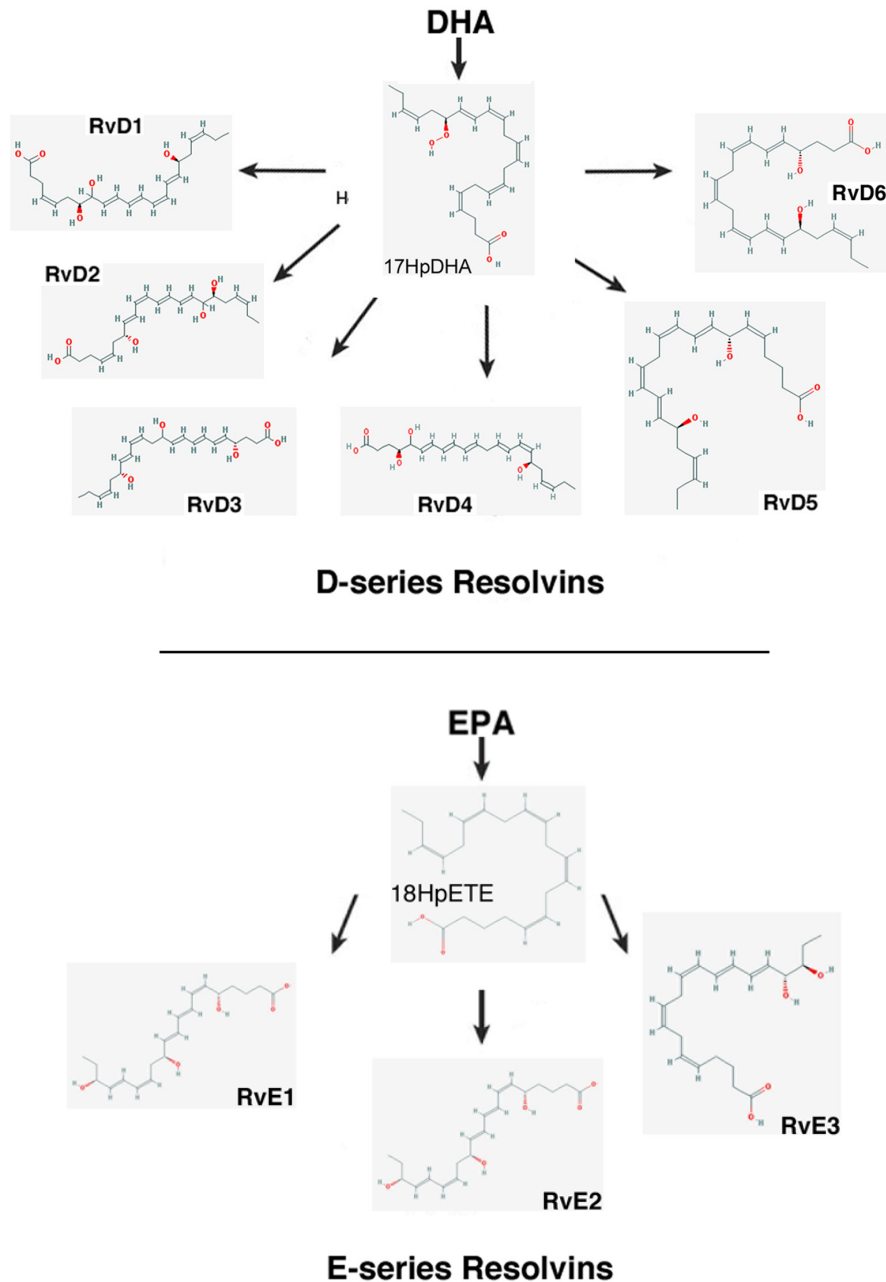 DHA
RvD1
RvD6
H
17HpDHA
RvD2
RvD3
RvD4
RvD5
D-series Resolvins
EPA
18HpETE
RvE1
RvE2
RvE3
E-series Resolvins